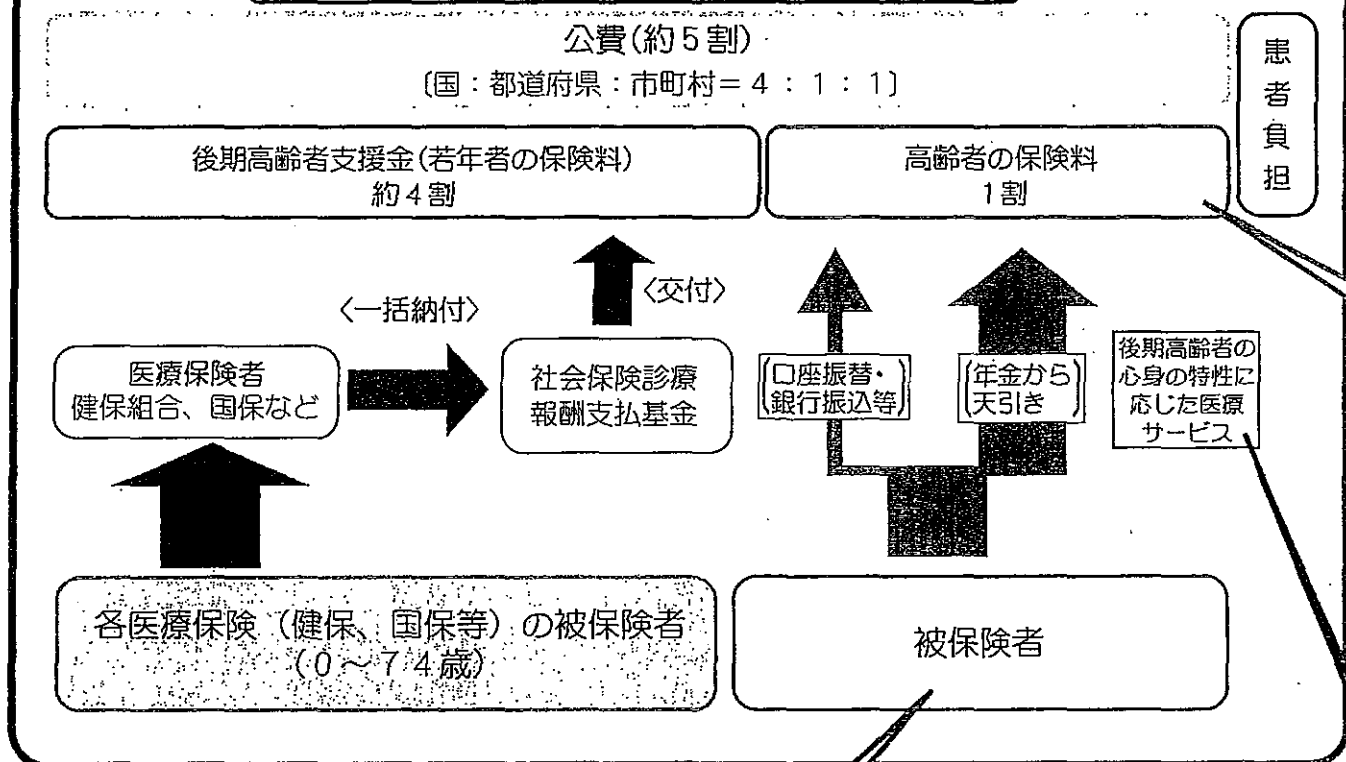 公費(約5割)
〔国：都道府県：市町村＝4：1：1〕
患者負担
後期高齢者支援金(若年者の保険料)
約4割
高齢者の保険料
1割
〈交付〉
〈一括納付〉
医療保険者
健保組合、国保など
社会保険診療
報酬支払基金
(口座振替・
銀行振込等)
(年金から
天引き)
後期高齢者の
心身の特性に
応じた医療
サービス
各医療保険（健保、国保等）の被保険者
（0～74歳）
被保険者